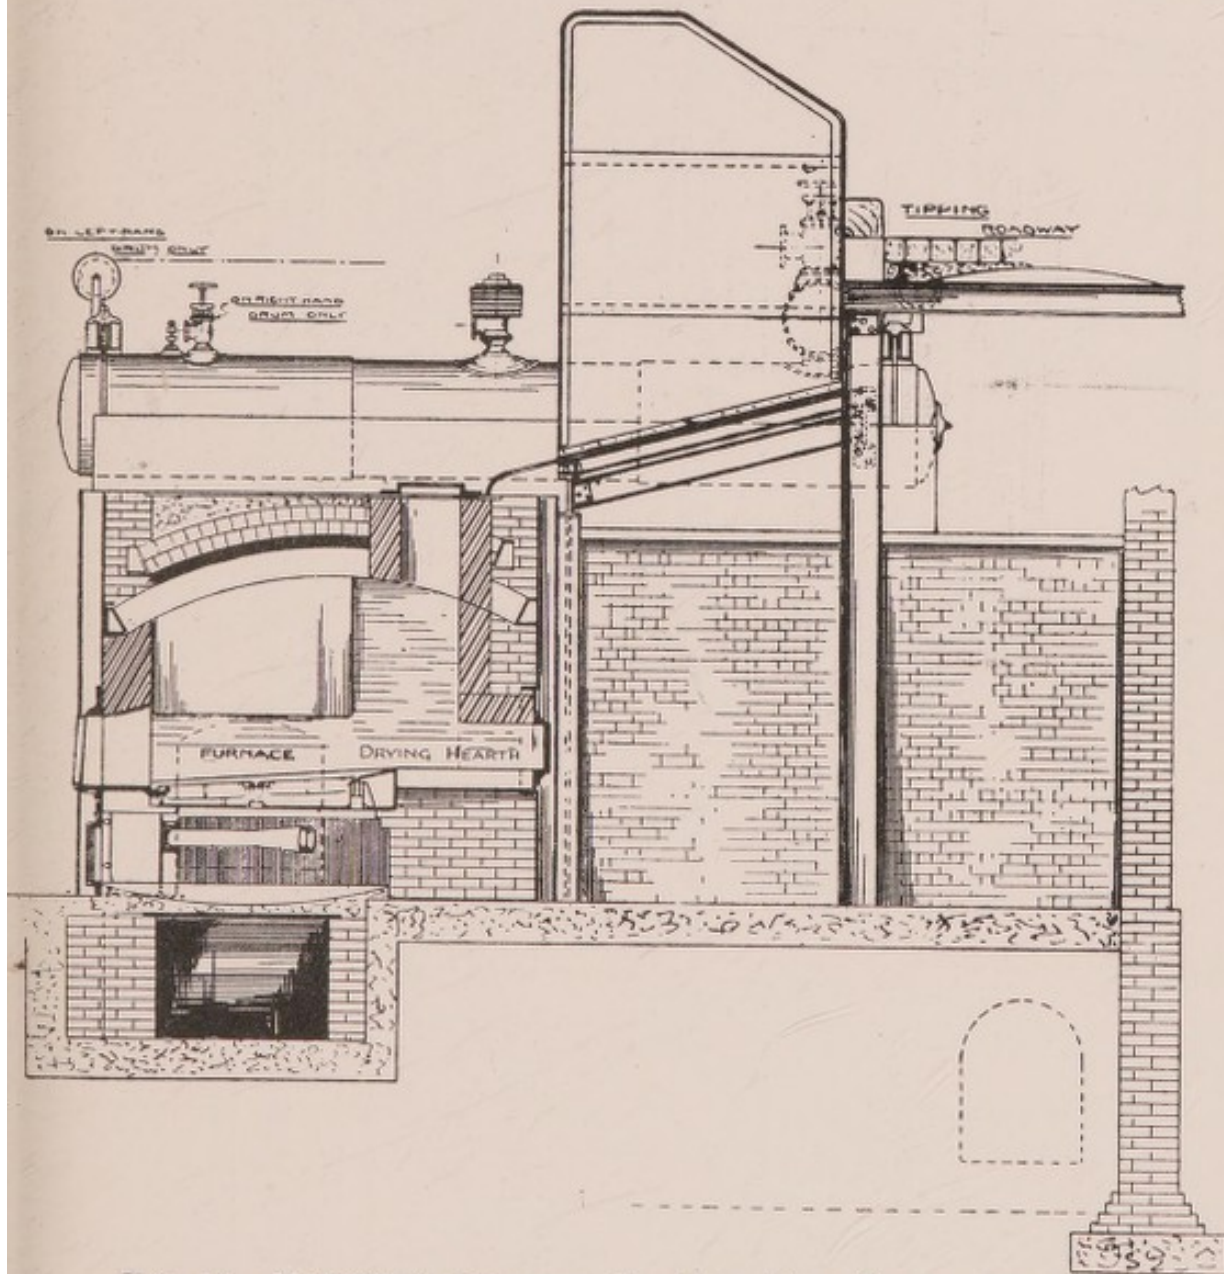 ON LEFT-HAND
DRUM ONLY
ON RIGHT HAND
DRUM ONLY
TIPPING
ROADWAY
FURNACE
DRYING HEARTH